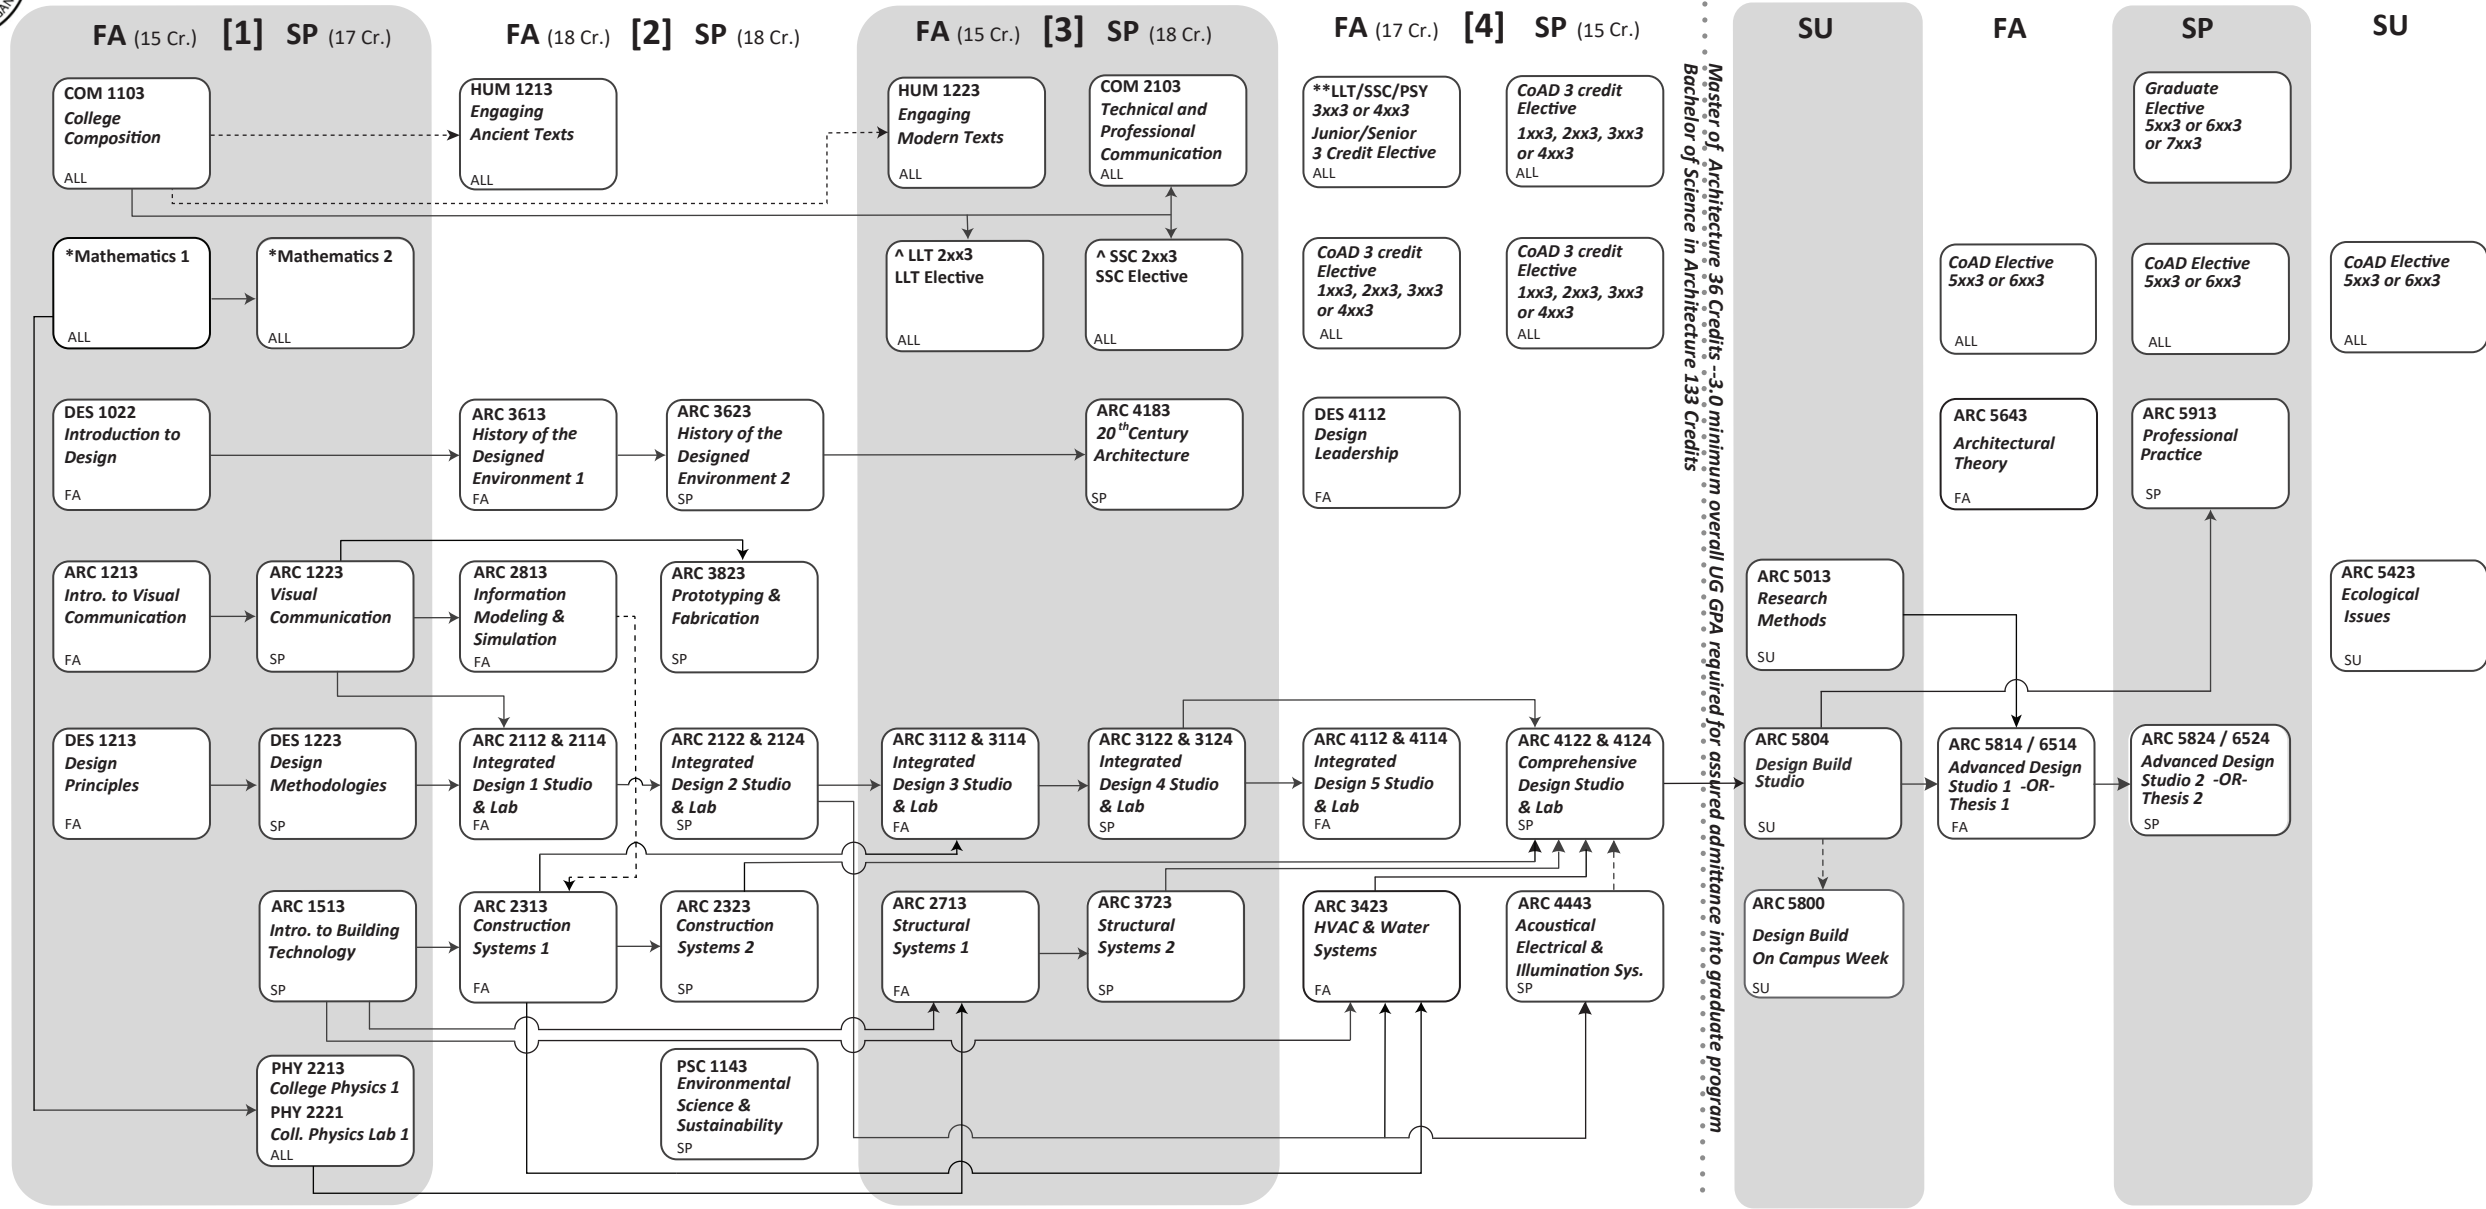 FA (15 Cr.) [1] SP (17 Cr.)
FA (18 Cr.) [2] SP (18 Cr.)
FA (15 Cr.) [3] SP (18 Cr.)
FA (17 Cr.) [4] SP (15 Cr.)
SU
FA
SP
SU
COM 1103
College
Composition
ALL
HUM 1213
Engaging
Ancient Texts
ALL
HUM 1223
Engaging
Modern Texts
ALL
COM 2103
Technical and
Professional
Communication
ALL
**LLT/SSC/PSY
3xx3 or 4xx3
Junior/Senior
3 Credit Elective
ALL
CoAD 3 credit
Elective
1xx3, 2xx3, 3xx3
or 4xx3
ALL
Graduate
Elective
5xx3 or 6xx3
or 7xx3
*Mathematics 1
ALL
*Mathematics 2
ALL
^ LLT 2xx3
LLT Elective
ALL
^ SSC 2xx3
SSC Elective
ALL
CoAD 3 credit
Elective
1xx3, 2xx3, 3xx3
or 4xx3
ALL
CoAD 3 credit
Elective
1xx3, 2xx3, 3xx3
or 4xx3
ALL
CoAD Elective
5xx3 or 6xx3
ALL
CoAD Elective
5xx3 or 6xx3
ALL
CoAD Elective
5xx3 or 6xx3
ALL
DES 1022
Introduction to
Design
FA
ARC 3613
History of the
Designed
Environment 1
FA
ARC 3623
History of the
Designed
Environment 2
SP
ARC 4183
20th Century
Architecture
SP
DES 4112
Design
Leadership
FA
ARC 5643
Architectural
Theory
FA
ARC 5913
Professional
Practice
SP
ARC 1213
Intro. to Visual
Communication
FA
ARC 1223
Visual
Communication
SP
ARC 2813
Information
Modeling &
Simulation
FA
ARC 3823
Prototyping &
Fabrication
SP
ARC 5013
Research
Methods
SU
ARC 5423
Ecological
Issues
SU
DES 1213
Design
Principles
FA
DES 1223
Design
Methodologies
SP
ARC 2112 & 2114
Integrated
Design 1 Studio
& Lab
FA
ARC 2122 & 2124
Integrated
Design 2 Studio
& Lab
SP
ARC 3112 & 3114
Integrated
Design 3 Studio
& Lab
FA
ARC 3122 & 3124
Integrated
Design 4 Studio
& Lab
SP
ARC 4112 & 4114
Integrated
Design 5 Studio
& Lab
FA
ARC 4122 & 4124
Comprehensive
Design Studio
& Lab
SP
ARC 5804
Design Build
Studio
SU
ARC 5814 / 6514
Advanced Design
Studio 1 -OR-
Thesis 1
FA
ARC 5824 / 6524
Advanced Design
Studio 2 -OR-
Thesis 2
SP
ARC 1513
Intro. to Building
Technology
SP
ARC 2313
Construction
Systems 1
FA
ARC 2323
Construction
Systems 2
SP
ARC 2713
Structural
Systems 1
FA
ARC 3723
Structural
Systems 2
SP
ARC 3423
HVAC & Water
Systems
FA
ARC 4443
Acoustical
Electrical &
Illumination Sys.
SP
ARC 5800
Design Build
On Campus Week
SU
PHY 2213
College Physics 1
PHY 2221
Coll. Physics Lab 1
ALL
PSC 1143
Environmental
Science &
Sustainability
SP
Master of Architecture 36 Credits --3.0 minimum overall UG GPA required for assured admittance into graduate program
Bachelor of Science in Architecture 133 Credits